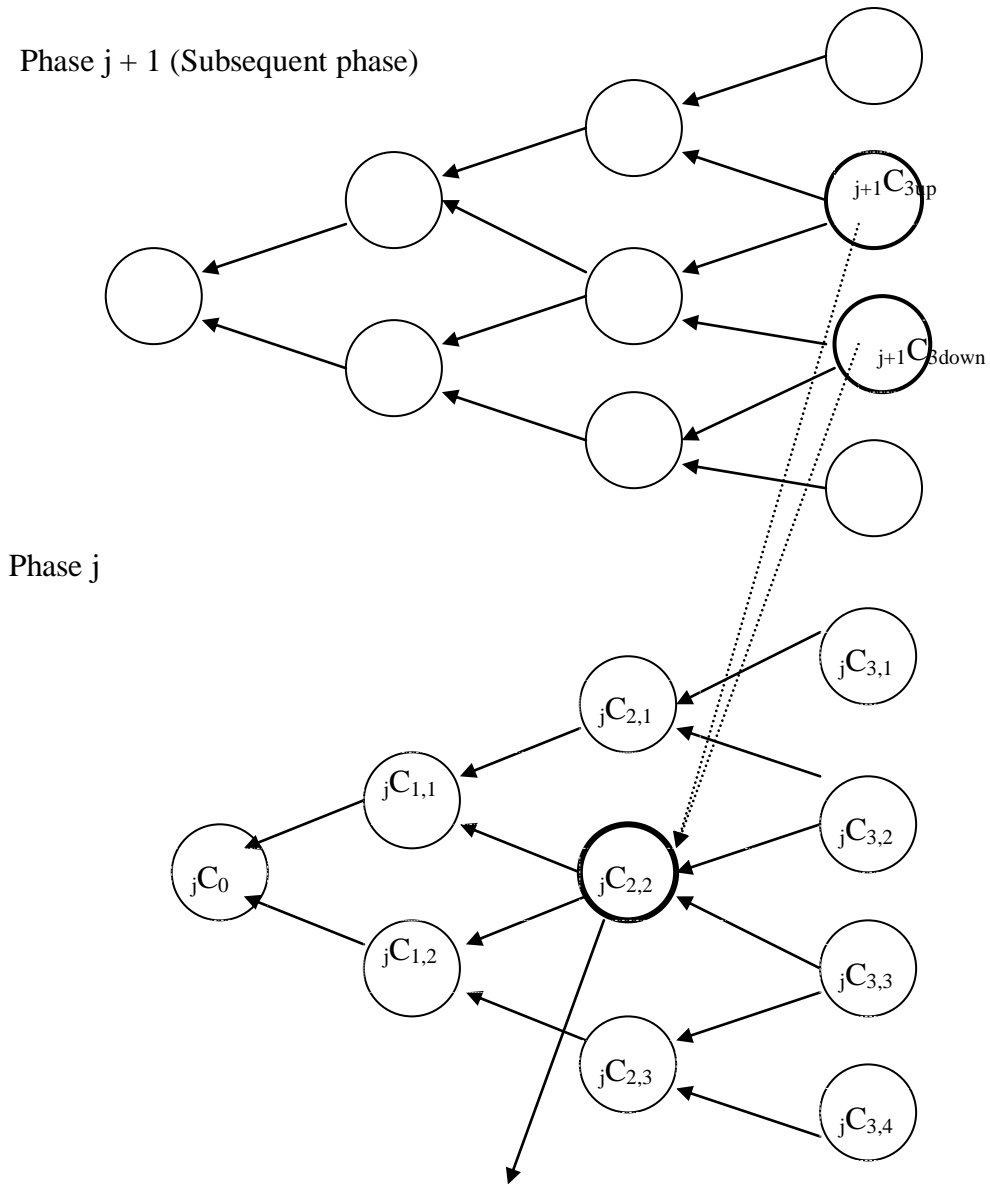 Phase j + 1 (Subsequent phase)
j+1C3up
j+1C3down
Phase j
jC3,1
jC2,1
jC1,1
jC3,2
jC0
jC2,2
jC1,2
jC3,3
jC2,3
jC3,4